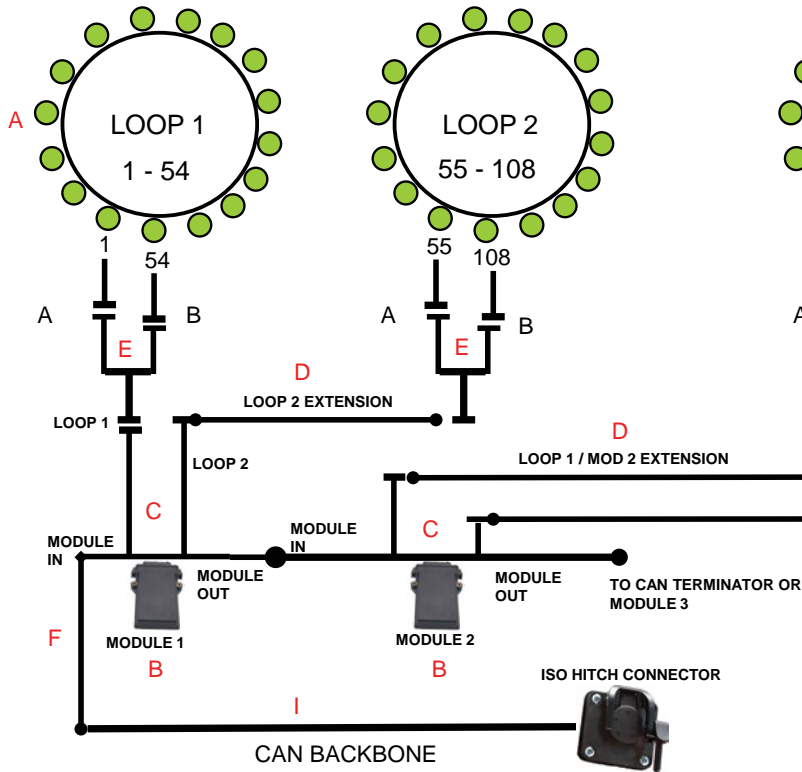 A
LOOP 1
1 - 54
LOOP 2
55 - 108
1
54
55
108
A
B
A
B
A
E
E
D
LOOP 1
LOOP 2 EXTENSION
D
LOOP 2
LOOP 1 / MOD 2 EXTENSION
C
C
MODULE
IN
MODULE
IN
MODULE
OUT
MODULE
OUT
TO CAN TERMINATOR OR
MODULE 3
F
MODULE 1
MODULE 2
B
B
ISO HITCH CONNECTOR
I
CAN BACKBONE